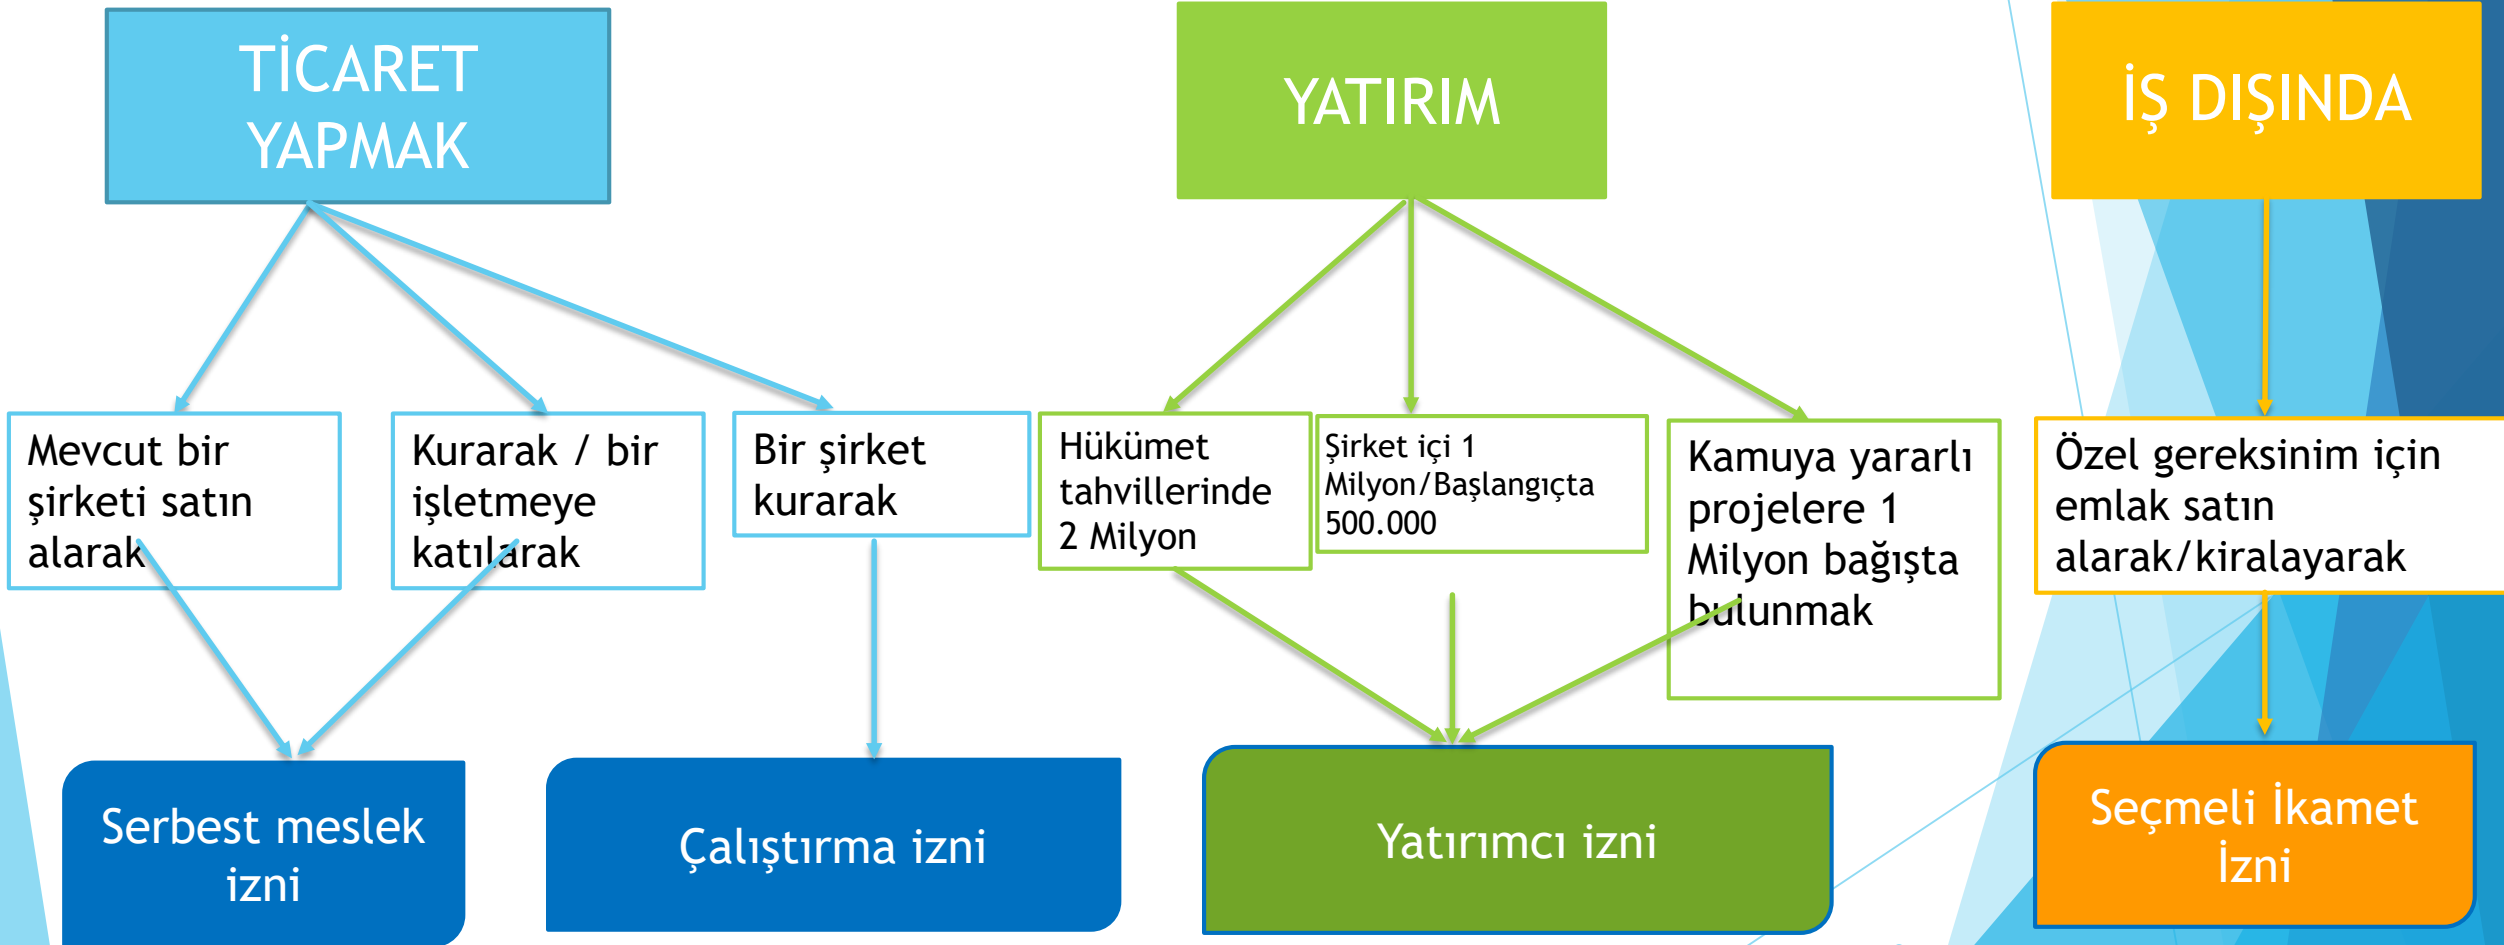 TİCARET
YAPMAK
YATIRIM
İŞ DIŞINDA
Mevcut bir
şirketi satın
alarak
Kurarak / bir
işletmeye
katılarak
Bir şirket
kurarak
Hükümet
tahvillerinde
2 Milyon
Şirket içi 1
Milyon/Başlangıçta
500.000
Kamuya yararlı
projelere 1
Milyon bağışta
bulunmak
Özel gereksinim için
emlak satın
alarak/kiralayarak
Serbest meslek
izni
Çalıştırma izni
Yatırımcı izni
Seçmeli İkamet
İzni